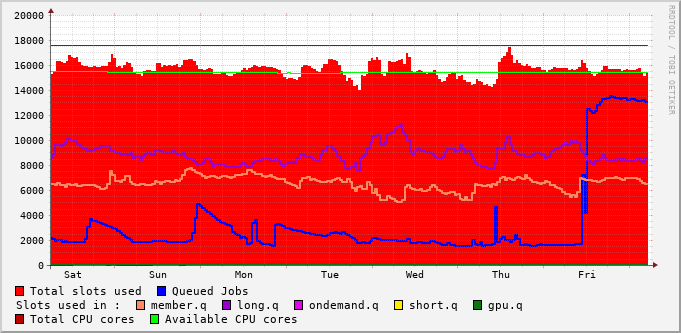 20000
18000
16000
14000
12000
10000
8000
6000
4000
2000
0
Sat Sun Mon Tue Wed Thu Fri
RRDTOOL / TOBI OETIKER
Total slots used Queued Jobs
Slots used in : member.q long.q ondemand.q short.q gpu.q
Total CPU cores Available CPU cores